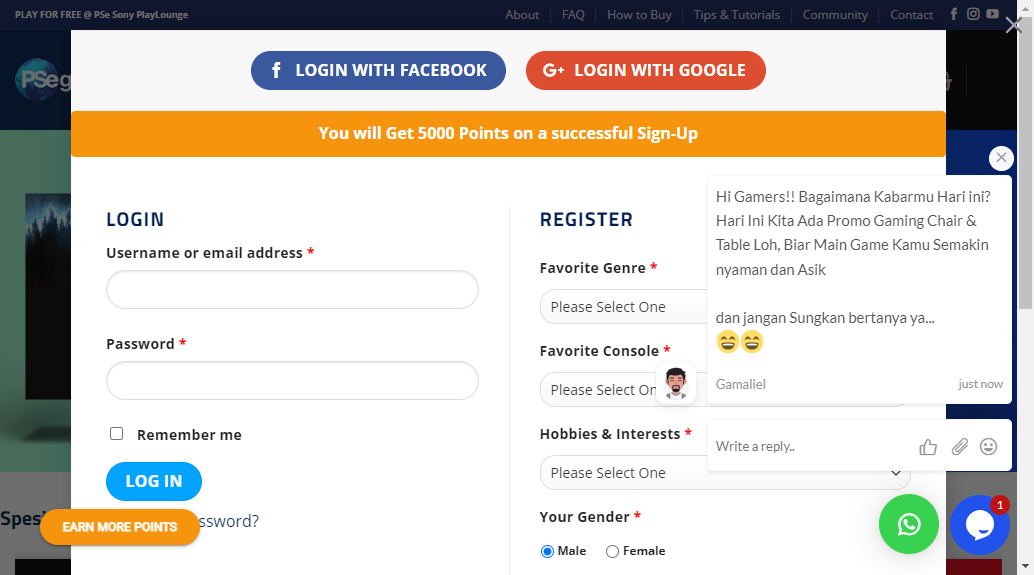 PLAY FOR FREE @ PSe Sony PlayLounge
About
FAQ
How to Buy
Tips & Tutorials
Community
Contact
PSeg
LOGIN WITH FACEBOOK
G+ LOGIN WITH GOOGLE
You will Get 5000 Points on a successful Sign-Up
LOGIN
Username or email address *
Password *
Remember me
LOG IN
ssword?
EARN MORE POINTS
Spesi
REGISTER
Favorite Genre *
Please Select One
Favorite Console *
Please Select On
Hobbies & Interests *
Please Select One
Your Gender *
Male
Female
Hi Gamers!! Bagaimana Kabarmu Hari ini?
Hari Ini Kita Ada Promo Gaming Chair &
Table Loh, Biar Main Game Kamu Semakin
nyaman dan Asik
dan jangan Sungkan bertanya ya...
😄😄
Gamaliel
just now
Write a reply..
1